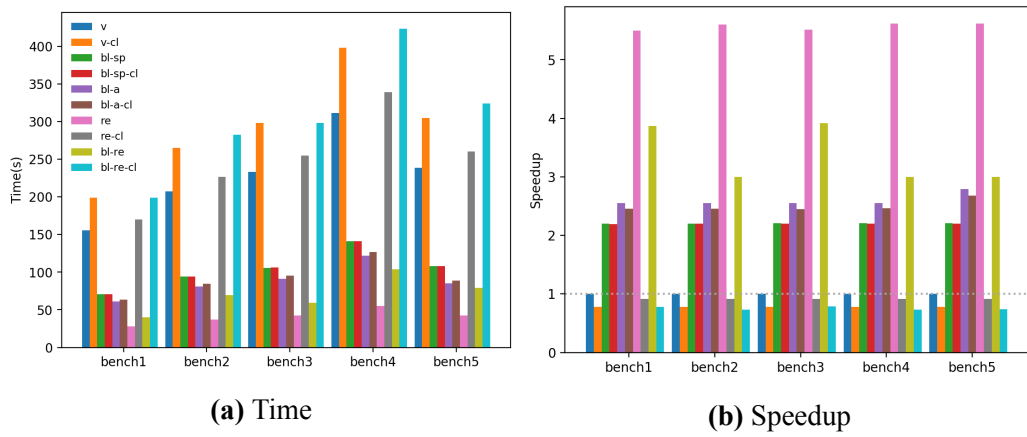 v
v-cl
bl-sp
bl-sp-cl
bl-a
bl-a-cl
re
re-cl
bl-re
bl-re-cl
Time(s)
400
350
300
250
200
150
100
50
0
bench1 bench2 bench3 bench4 bench5
(a) Time
Speedup
5
4
3
2
1
0
bench1 bench2 bench3 bench4 bench5
(b) Speedup